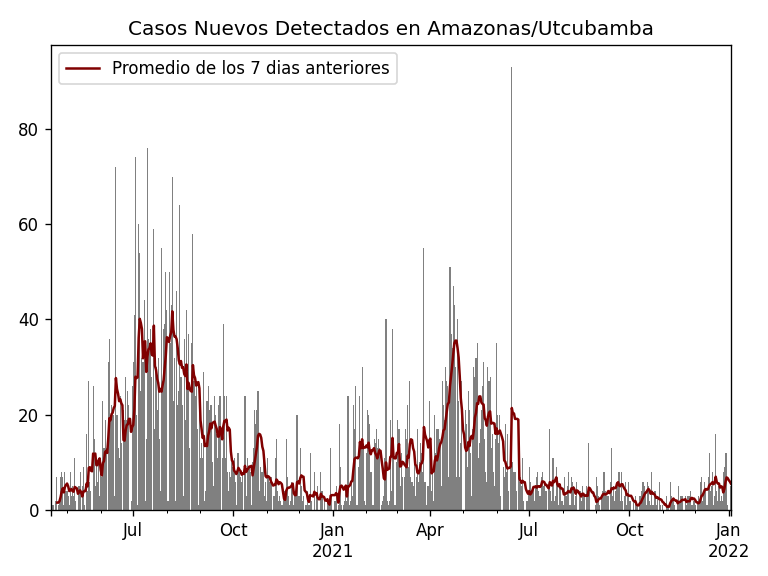 Casos Nuevos Detectados en Amazonas/Utcubamba
Promedio de los 7 dias anteriores
80
60
40
20
0
Jul
Oct
Jan
2021
Apr
Jul
Oct
Jan
2022